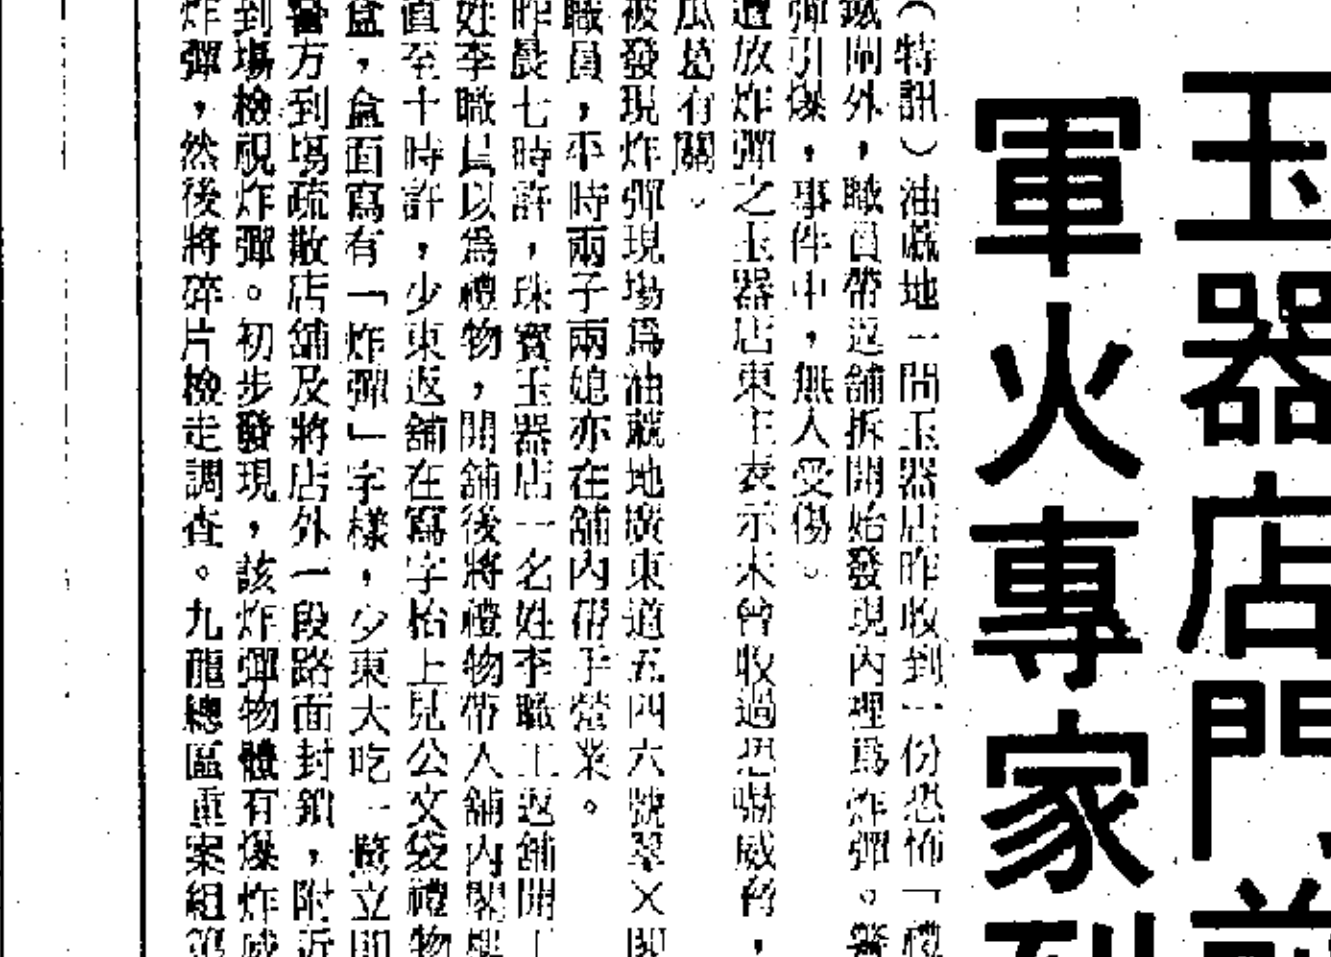 玉器店門前
軍火專家到
（特訊）油蔴地一間玉器店昨收到一份恐怖「禮
鐵閘外，職員帶返舖拆開始發現內裡爲炸彈。警
彈引爆，事件中，無人受傷。
遭放炸彈之玉器店東主表示未曾收過恐嚇威脅，
瓜葛有關。
被發現炸彈現場爲油蔴地廣東道五四六號翠×
職員，平時兩子兩媳亦在舖內帮手營業。
昨晨七時許，珠寶玉器店一名姓李職工返舖開
姓李職員以爲禮物，開舖後將禮物帶入舖內閣
直至十時許，少東返舖在寫字枱上見公文袋禮物
盒，盒面寫有「炸彈」字樣，少東大吃一驚立即
警方到場疏散店舖及將店外一段路面封鎖，附近
到場檢視炸彈。初步發現，該炸彈物體有爆炸威
炸彈，然後將碎片檢走調查。九龍總區重案組第